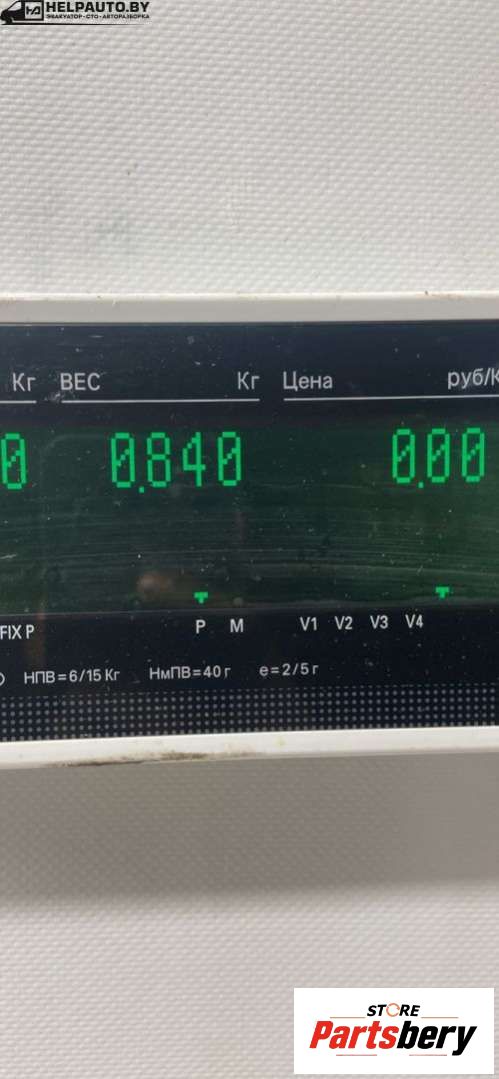 HELPAUTO.BY
ЭВАКУАТОР·СТО·АВТОРАЗБОРКА
Кг ВЕС Кг Цена руб/К
0 0.840 0.00
FIX P P M V1 V2 V3 V4
НПВ=6/15 Кг НмПВ=40 г e=2/5 г
STORE
Partsbery